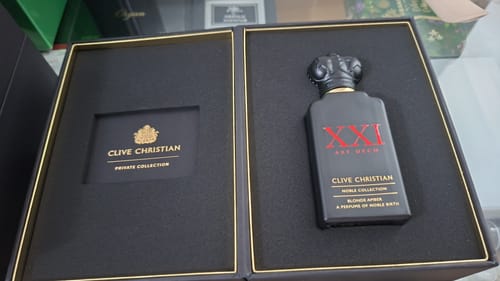 CLIVE CHRISTIAN
PRIVATE COLLECTION
XXI
ART DECO
CLIVE CHRISTIAN
NOBLE COLLECTION
BLONDE AMBER
A PERFUME OF NOBLE BIRTH